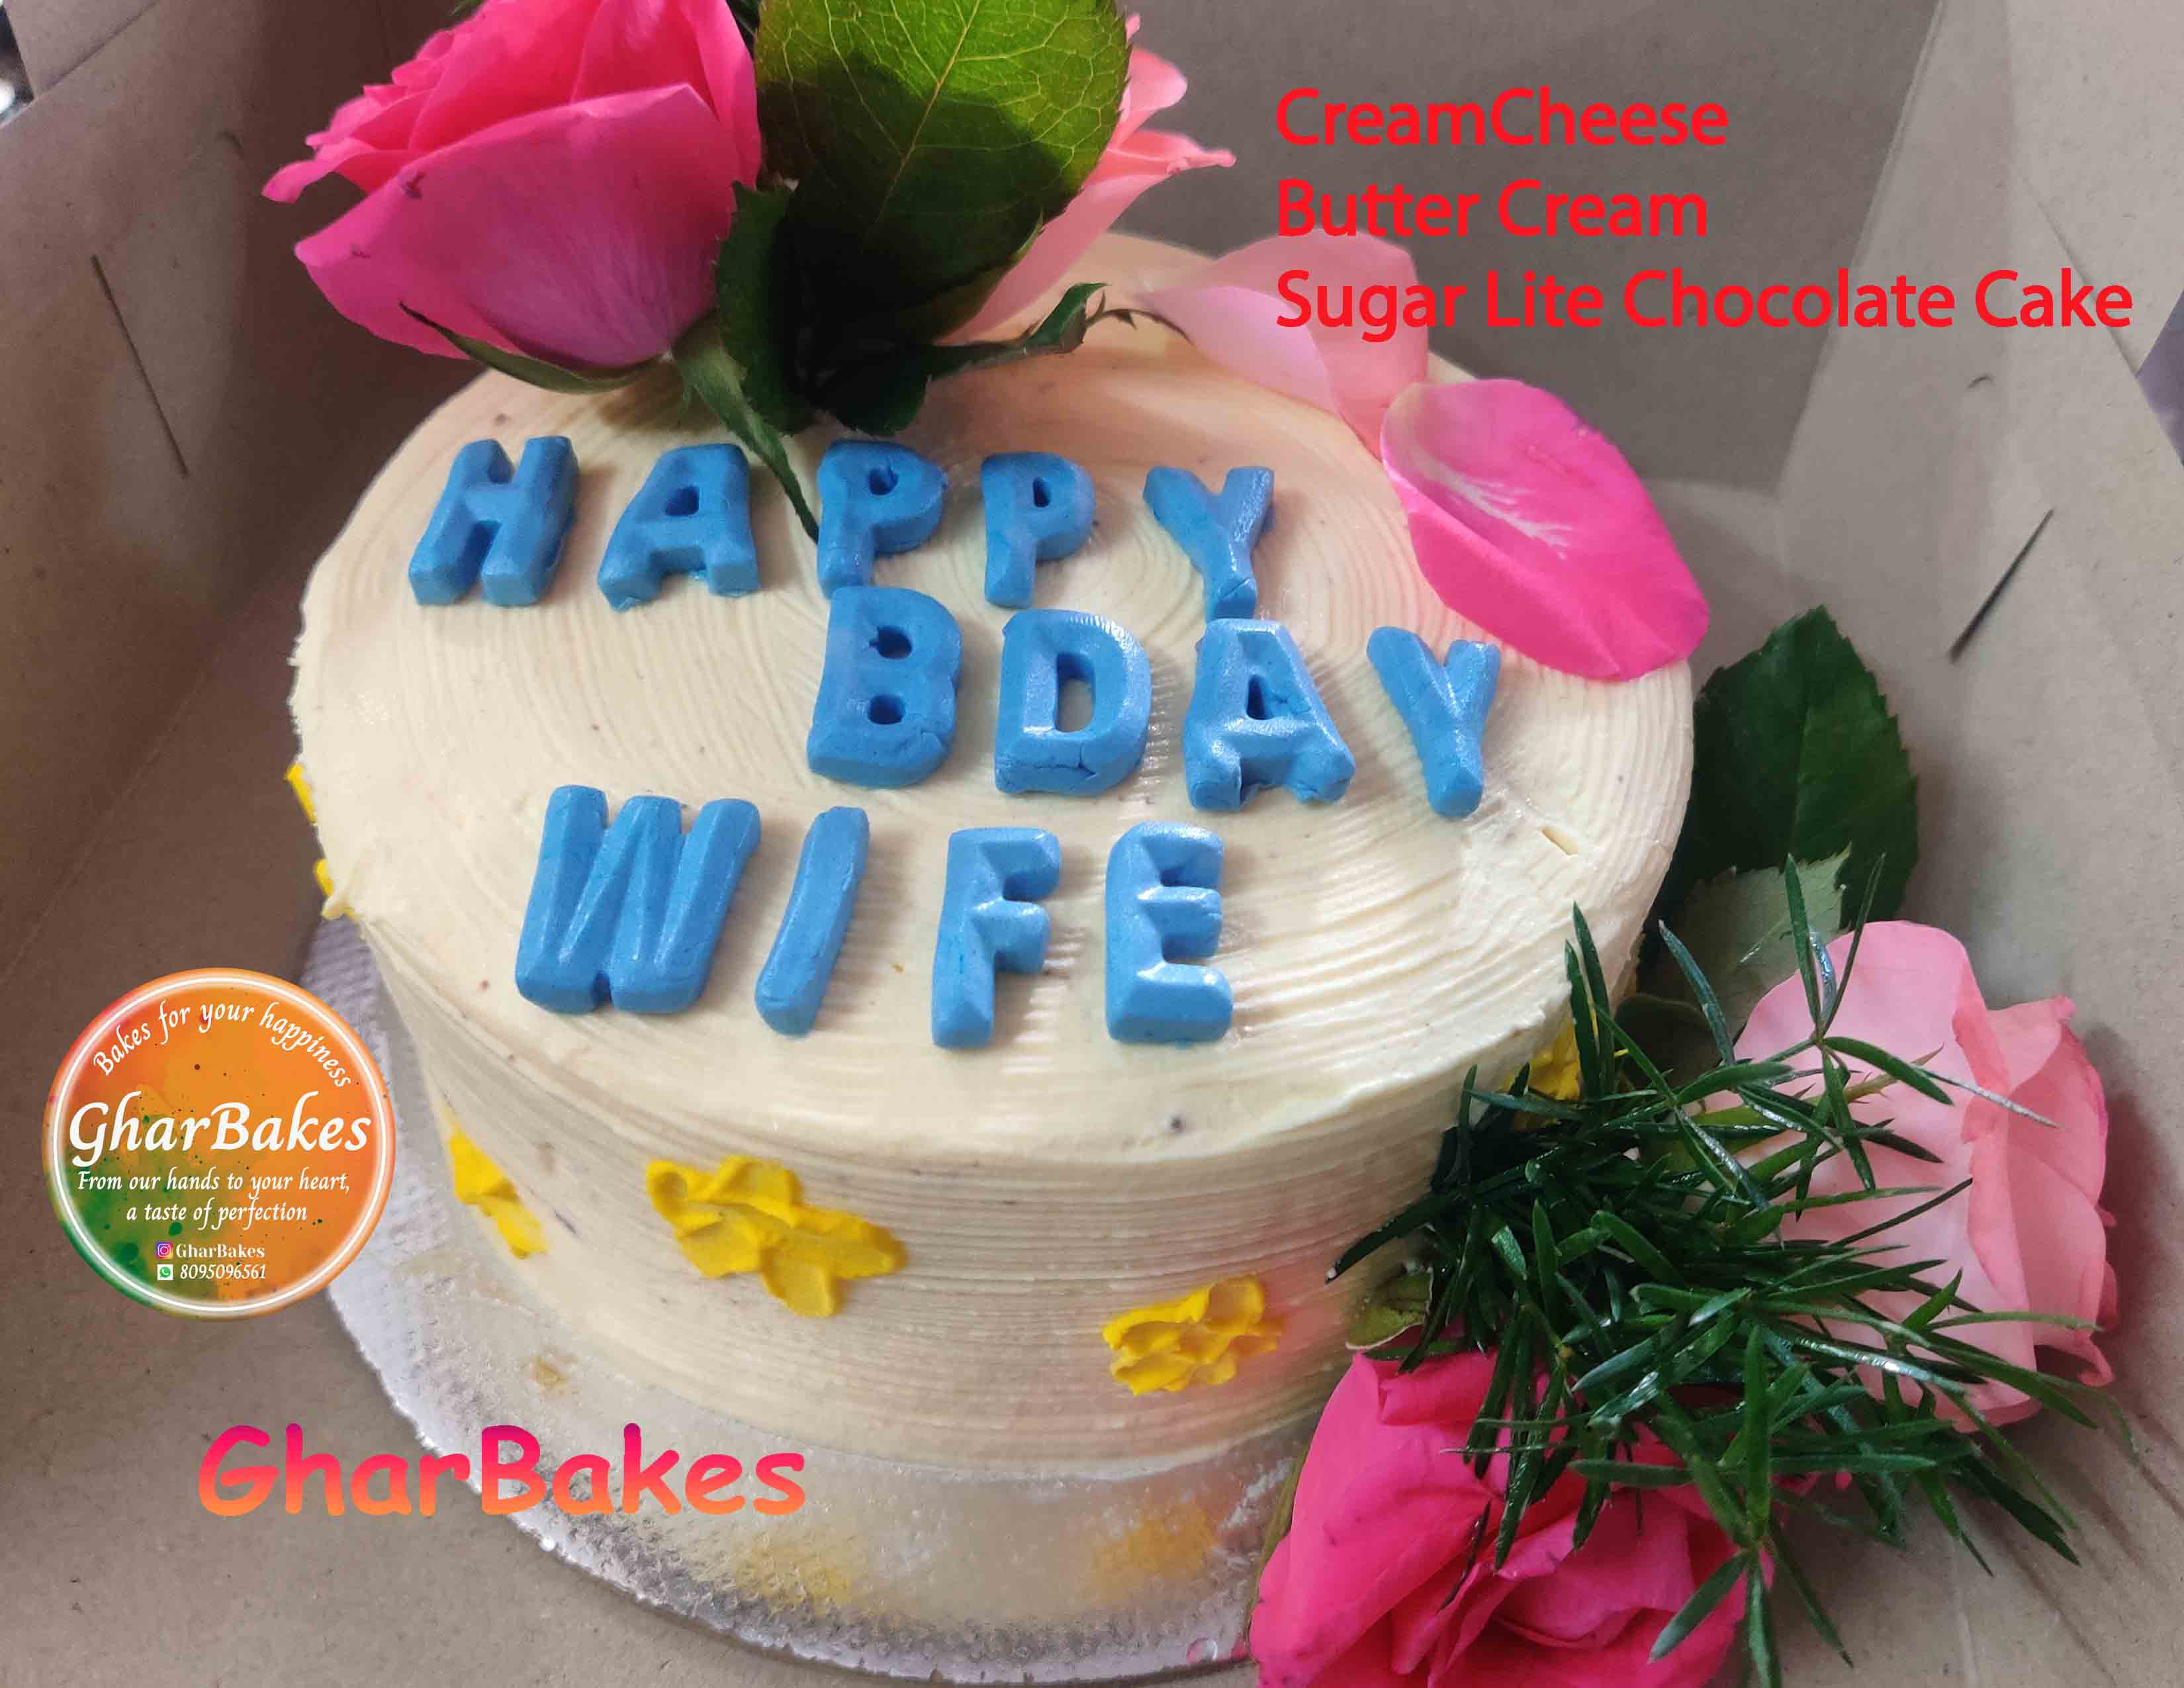 CreamCheese
Butter Cream
Sugar Lite Chocolate Cake
HAPPY
BDAY
WIFE
Bakes for your happiness
GharBakes
From our hands to your heart,
a taste of perfection
GharBakes
8095096561
GharBakes